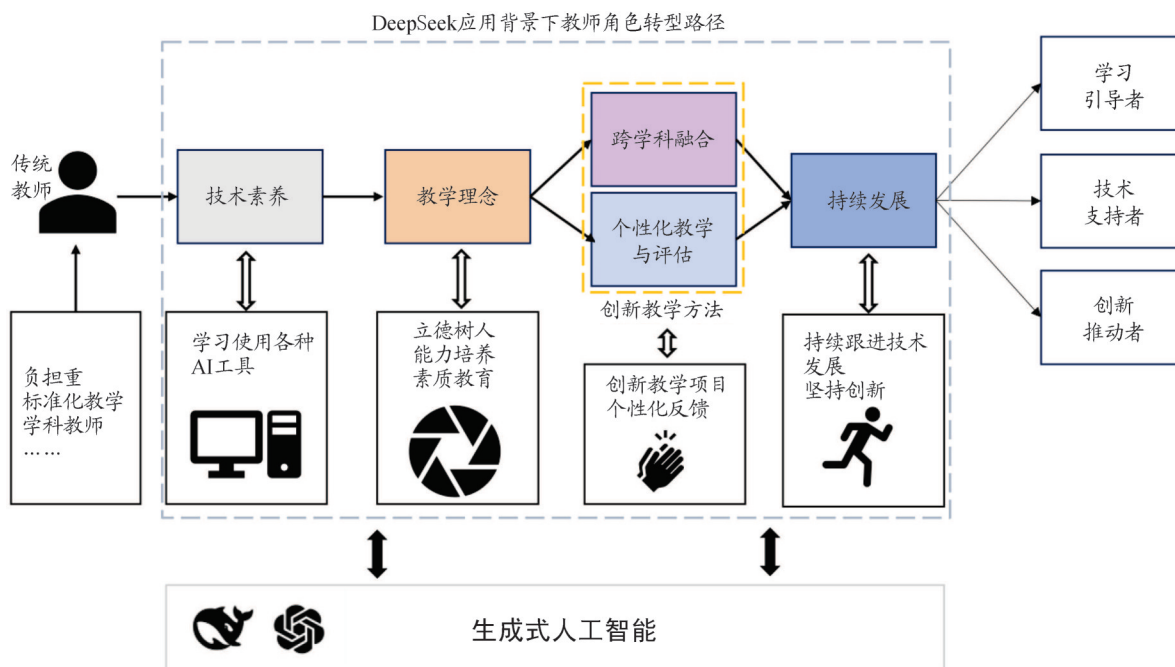 DeepSeek应用背景下教师角色转型路径
传统
教师
负担重
标准化教学
学科教师
……
技术素养
学习使用各种
AI工具
教学理念
立德树人
能力培养
素质教育
跨学科融合
个性化教学
与评估
创新教学方法
创新教学项目
个性化反馈
持续发展
持续跟进技术
发展
坚持创新
学习
引导者
技术
支持者
创新
推动者
生成式人工智能